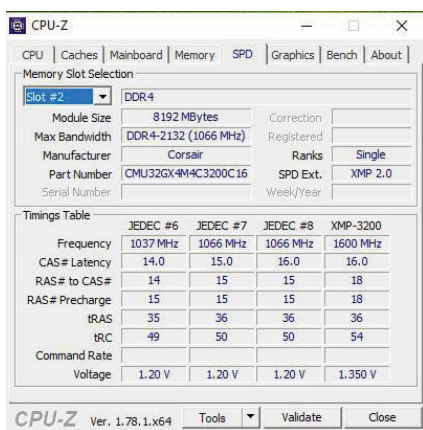 CPU-Z
CPU Caches Mainboard Memory SPD Graphics Bench About
Memory Slot Selection
Slot #2 DDR4
Module Size 8192 MBytes Correction
Max Bandwidth DDR4-2132 (1066 MHz) Registered
Manufacturer Corsair Ranks Single
Part Number CMU32GX4M4C3200C16 SPD Ext. XMP 2.0
Serial Number Week/Year
Timings Table
JEDEC #6 JEDEC #7 JEDEC #8 XMP-3200
Frequency 1037 MHz 1066 MHz 1066 MHz 1600 MHz
CAS# Latency 14.0 15.0 16.0 16.0
RAS# to CAS# 14 15 15 18
RAS# Precharge 15 15 15 18
tRAS 35 36 36 36
tRC 49 50 50 54
Command Rate
Voltage 1.20 V 1.20 V 1.20 V 1.350 V
CPU-Z Ver. 1.78.1.x64 Tools Validate Close